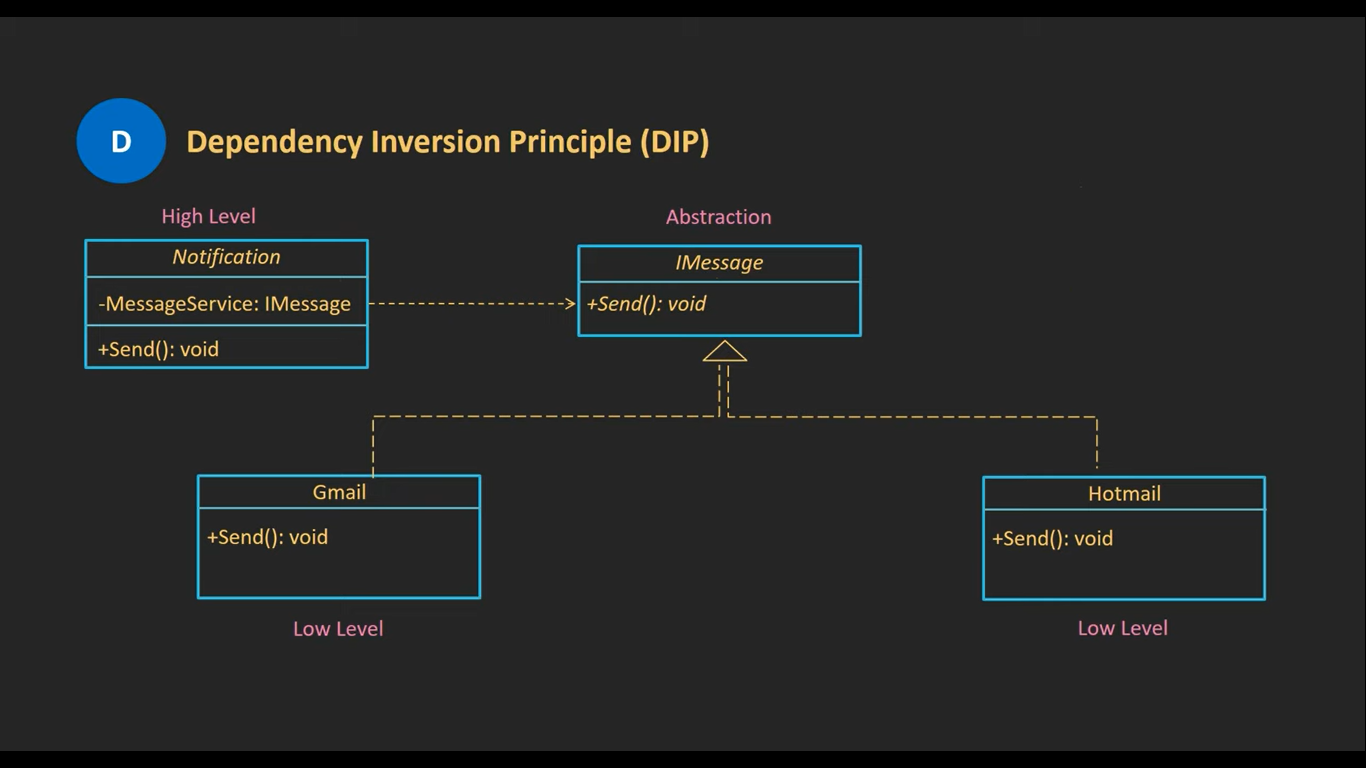 D
Dependency Inversion Principle (DIP)
High Level
Notification
-MessageService: IMessage
+Send(): void
Abstraction
IMessage
+Send(): void
Gmail
+Send(): void
Low Level
Hotmail
+Send(): void
Low Level